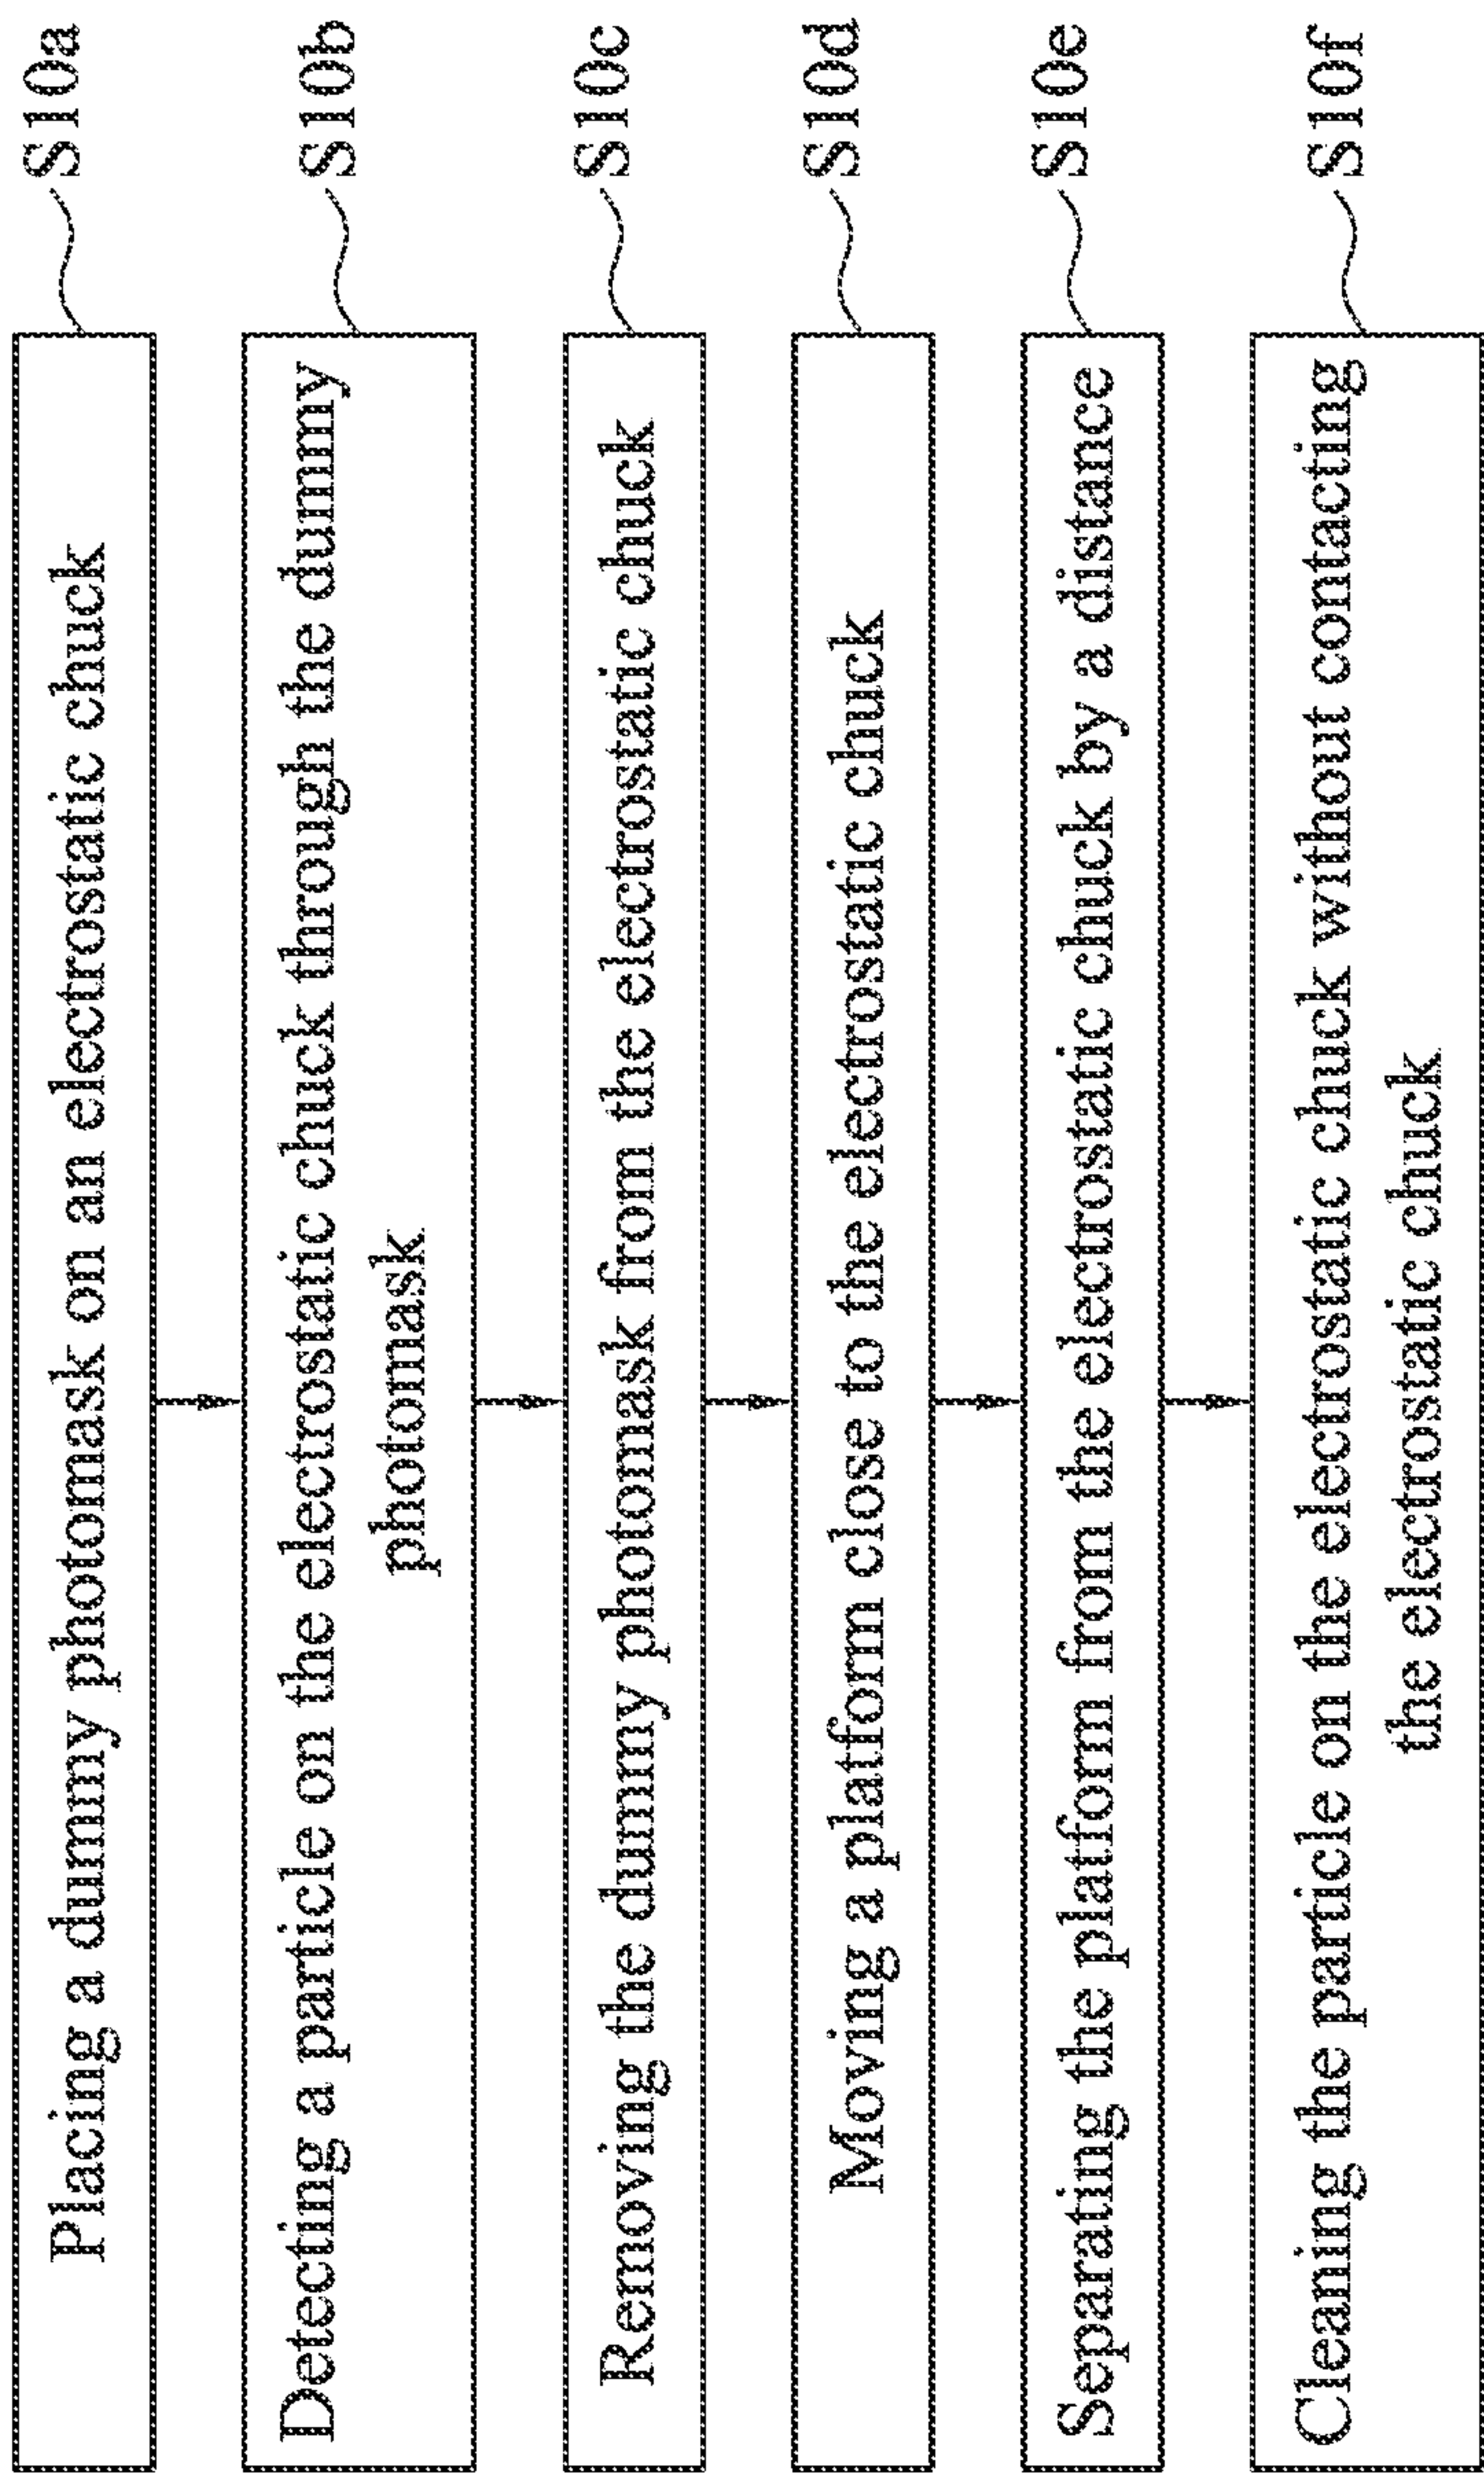 Placing a dummy photomask on an electrostatic chuck
S10a
Detecting a particle on the electrostatic chuck through the dummy
photomask
S10b
Removing the dummy photomask from the electrostatic chuck
S10c
Moving a platform close to the electrostatic chuck
S10d
Separating the platform from the electrostatic chuck by a distance
S10e
Cleaning the particle on the electrostatic chuck without contacting
the electrostatic chuck
S10f